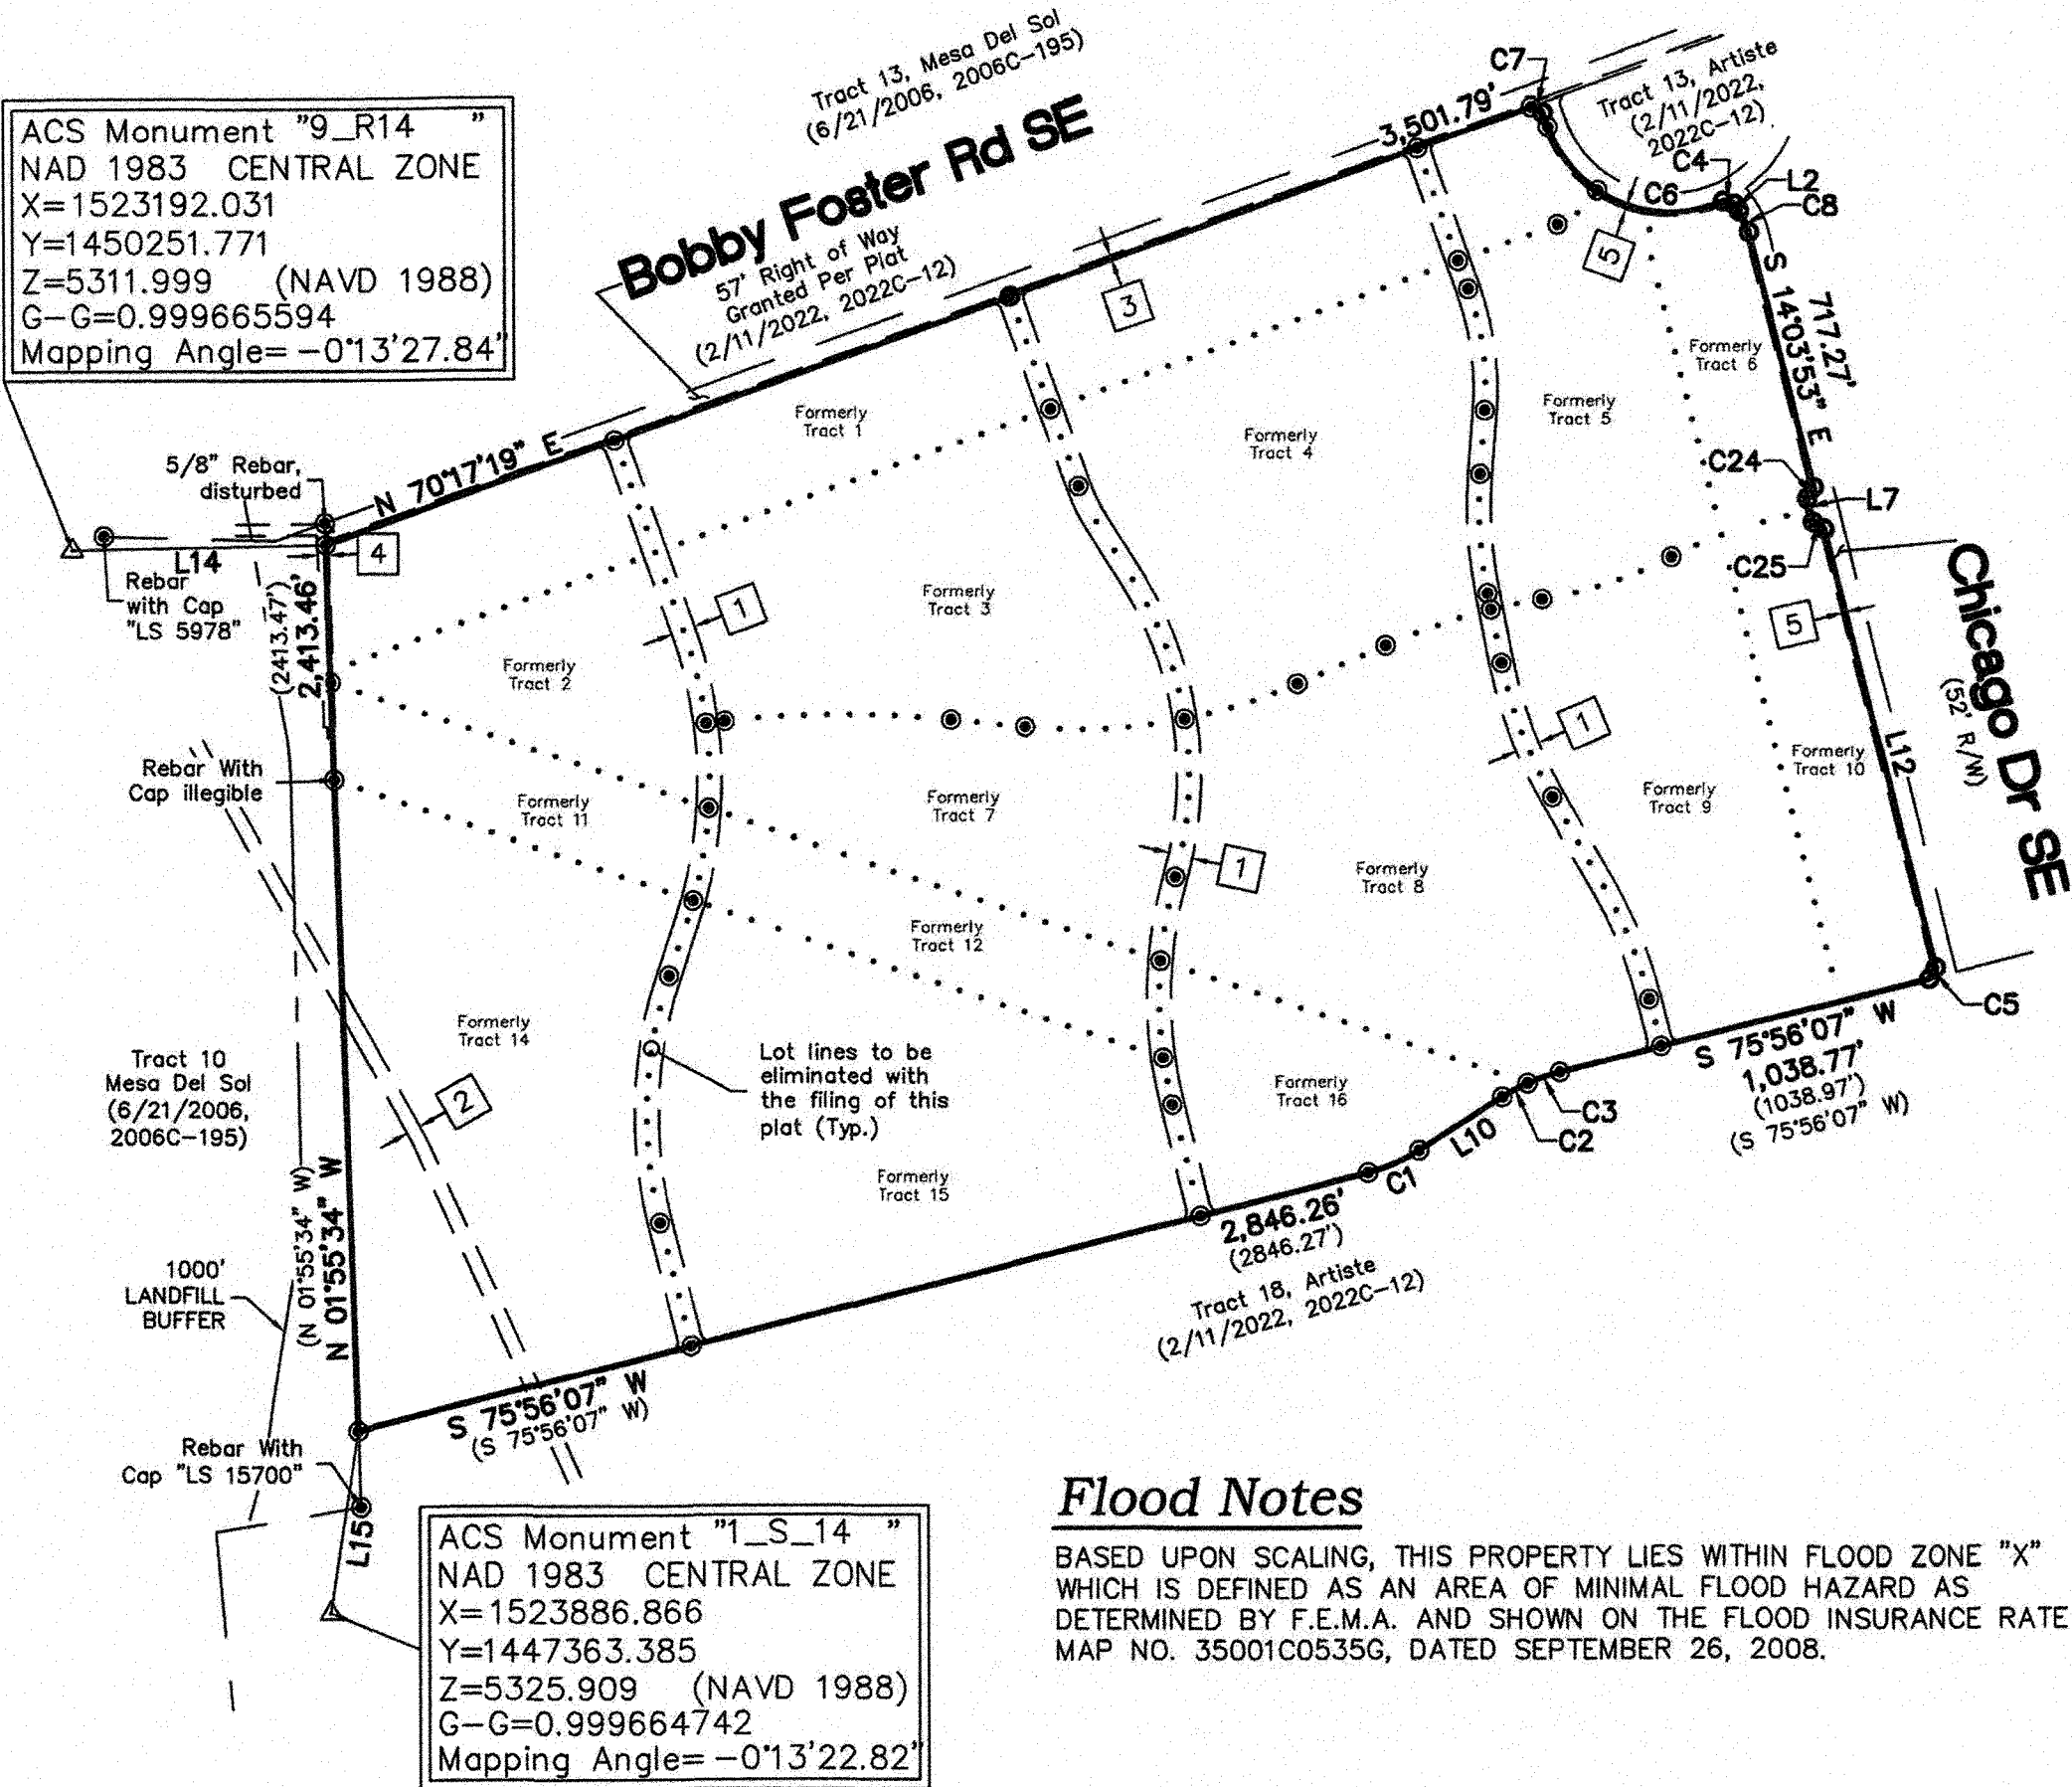 Tract 13, Mesa Del Sol
(6/21/2006, 2006C-195)
Bobby Foster Rd SE
57' Right of Way
Granted Per Plat
(2/11/2022, 2022C-12)
ACS Monument "9_R14 "
NAD 1983 CENTRAL ZONE
X=1523192.031
Y=1450251.771
Z=5311.999 (NAVD 1988)
G-G=0.999665594
Mapping Angle= -0°13'27.84"
3,501.79'
C7
Tract 13, Artiste
(2/11/2022,
2022C-12)
C4
C6
L2
C8
5
3
S 14°03'53" E
717.27'
Formerly
Tract 6
Formerly
Tract 5
Formerly
Tract 1
Formerly
Tract 4
5/8" Rebar,
disturbed
N 70°17'19" E
C24
L7
L14
4
Rebar
with Cap
"LS 5978"
(2413.47')
2,413.46'
1
Formerly
Tract 3
C25
5
Chicago Dr SE
(52' R/W)
L12
Formerly
Tract 2
1
Rebar With
Cap illegible
Formerly
Tract 11
Formerly
Tract 7
Formerly
Tract 9
Formerly
Tract 10
1
Formerly
Tract 8
Formerly
Tract 12
Formerly
Tract 14
C5
S 75°56'07" W
1,038.77'
(1038.97')
(S 75°56'07" W)
Tract 10
Mesa Del Sol
(6/21/2006,
2006C-195)
2
Lot lines to be
eliminated with
the filing of this
plat (Typ.)
Formerly
Tract 16
C3
C2
L10
C1
Formerly
Tract 15
(N 01°55'34" W)
N 01°55'34" W
2,846.26'
(2846.27')
Tract 18, Artiste
(2/11/2022, 2022C-12)
1000'
LANDFILL
BUFFER
S 75°56'07" W
(S 75°56'07" W)
Rebar With
Cap "LS 15700"
L15
ACS Monument "1_S_14 "
NAD 1983 CENTRAL ZONE
X=1523886.866
Y=1447363.385
Z=5325.909 (NAVD 1988)
G-G=0.999664742
Mapping Angle= -0°13'22.82"
Flood Notes
BASED UPON SCALING, THIS PROPERTY LIES WITHIN FLOOD ZONE "X"
WHICH IS DEFINED AS AN AREA OF MINIMAL FLOOD HAZARD AS
DETERMINED BY F.E.M.A. AND SHOWN ON THE FLOOD INSURANCE RATE
MAP NO. 35001C0535G, DATED SEPTEMBER 26, 2008.